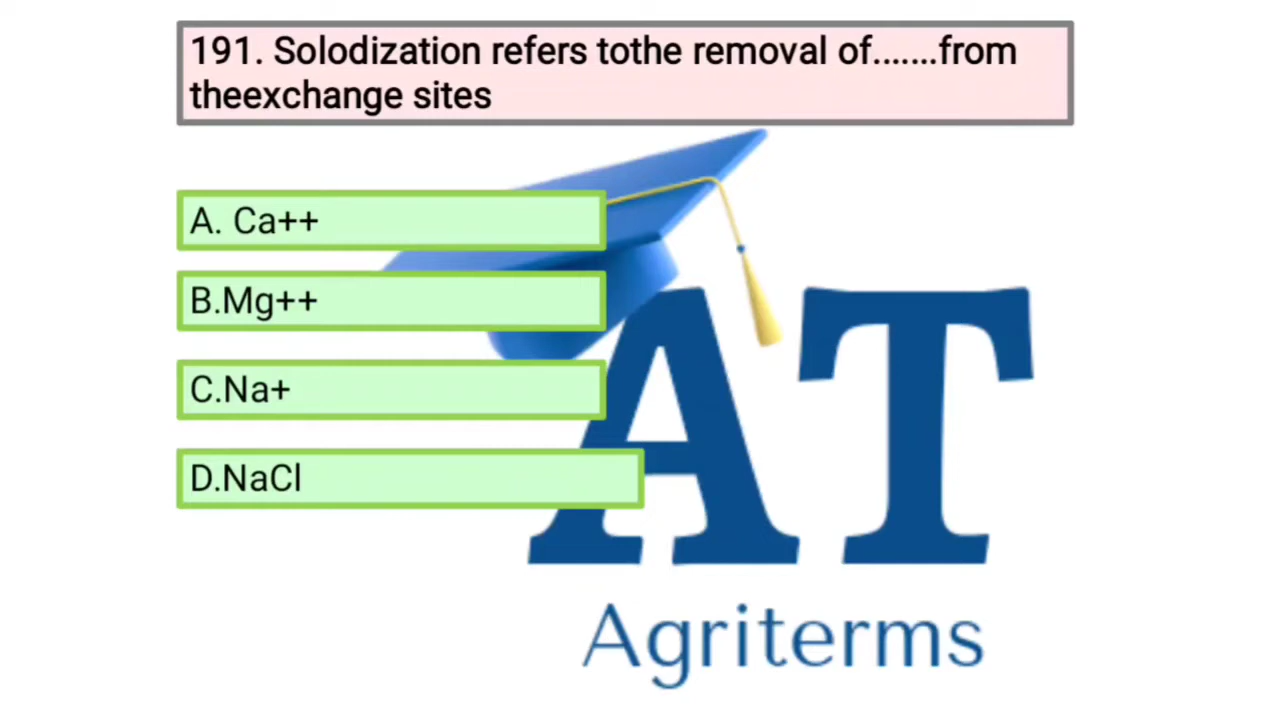 191. Solodization refers tothe removal of.......from
theexchange sites
A. Ca++
B.Mg++
C.Na+
D.NaCl
AT
Agriterms